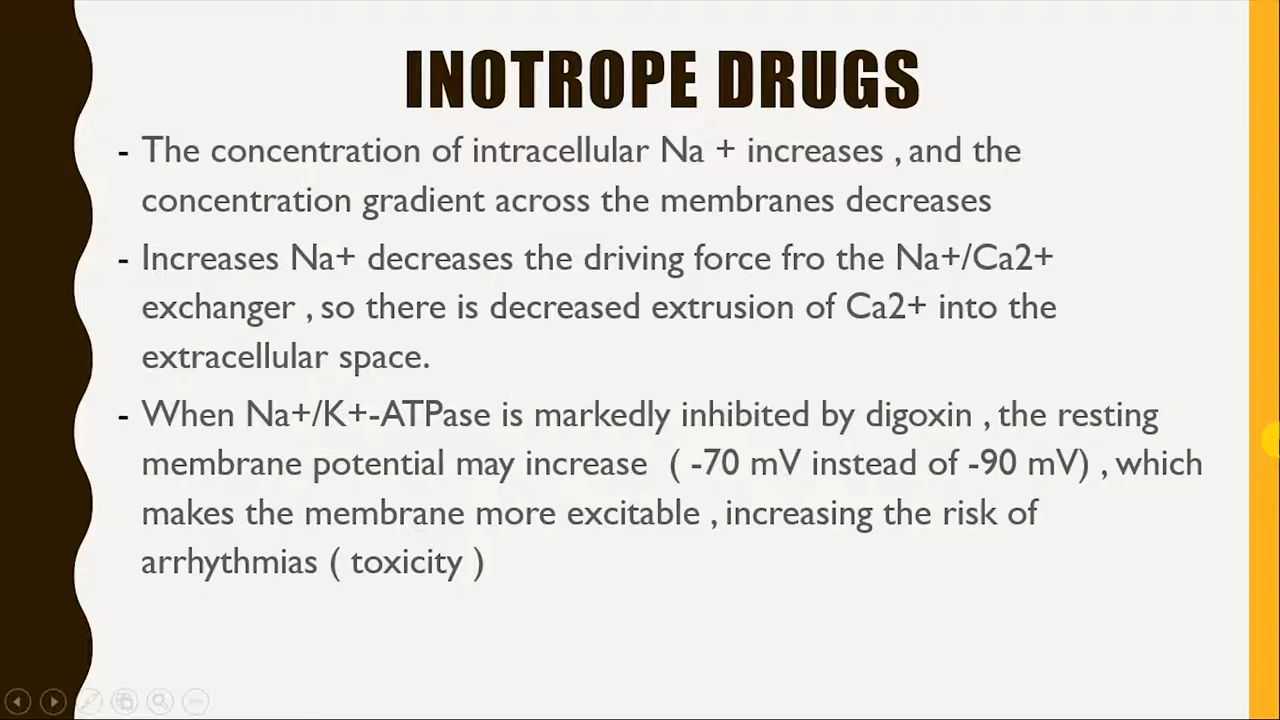 INOTROPE DRUGS
- The concentration of intracellular Na + increases , and the
concentration gradient across the membranes decreases
- Increases Na+ decreases the driving force fro the Na+/Ca2+
exchanger , so there is decreased extrusion of Ca2+ into the
extracellular space.
- When Na+/K+-ATPase is markedly inhibited by digoxin , the resting
membrane potential may increase ( -70 mV instead of -90 mV) , which
makes the membrane more excitable , increasing the risk of
arrhythmias ( toxicity )